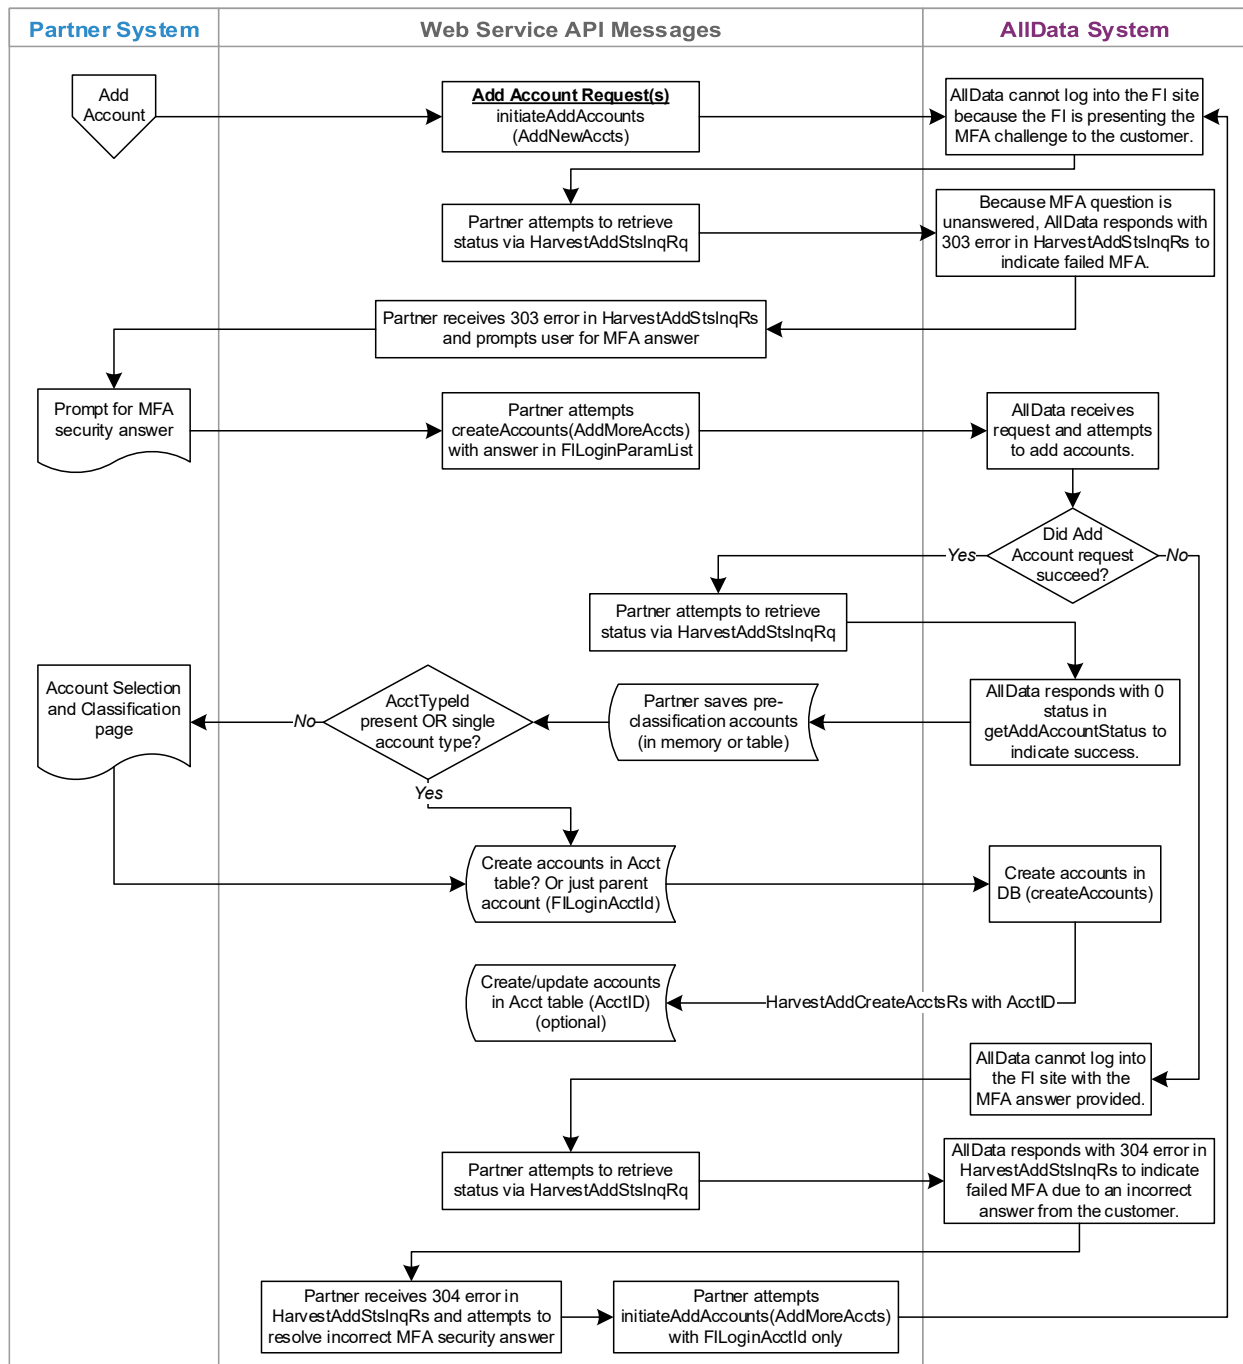 Partner System
Web Service API Messages
AllData System
Add
Account
Add Account Request(s)
initiateAddAccounts
(AddNewAccts)
AllData cannot log into the FI site
because the FI is presenting the
MFA challenge to the customer.
Partner attempts to retrieve
status via HarvestAddStsInqRq
Because MFA question is
unanswered, AllData responds with
303 error in HarvestAddStsInqRs to
indicate failed MFA.
Partner receives 303 error in HarvestAddStsInqRs
and prompts user for MFA answer
Prompt for MFA
security answer
Partner attempts
createAccounts(AddMoreAccts)
with answer in FILoginParamList
AllData receives
request and attempts
to add accounts.
Did Add
Account request
succeed?
Yes
No
Partner attempts to retrieve
status via HarvestAddStsInqRq
AllData responds with 0
status in
getAddAccountStatus to
indicate success.
Partner saves pre-
classification accounts
(in memory or table)
AcctTypeId
present OR single
account type?
No
Yes
Account Selection
and Classification
page
Create accounts in Acct
table? Or just parent
account (FILoginAcctId)
Create accounts in
DB (createAccounts)
HarvestAddCreateAcctsRs with AcctID
Create/update accounts
in Acct table (AcctID)
(optional)
AllData cannot log into
the FI site with the
MFA answer provided.
Partner attempts to retrieve
status via HarvestAddStsInqRq
AllData responds with 304 error in
HarvestAddStsInqRs to indicate
failed MFA due to an incorrect
answer from the customer.
Partner receives 304 error in
HarvestAddStsInqRs and attempts to
resolve incorrect MFA security answer
Partner attempts
initiateAddAccounts(AddMoreAccts)
with FILoginAcctId only